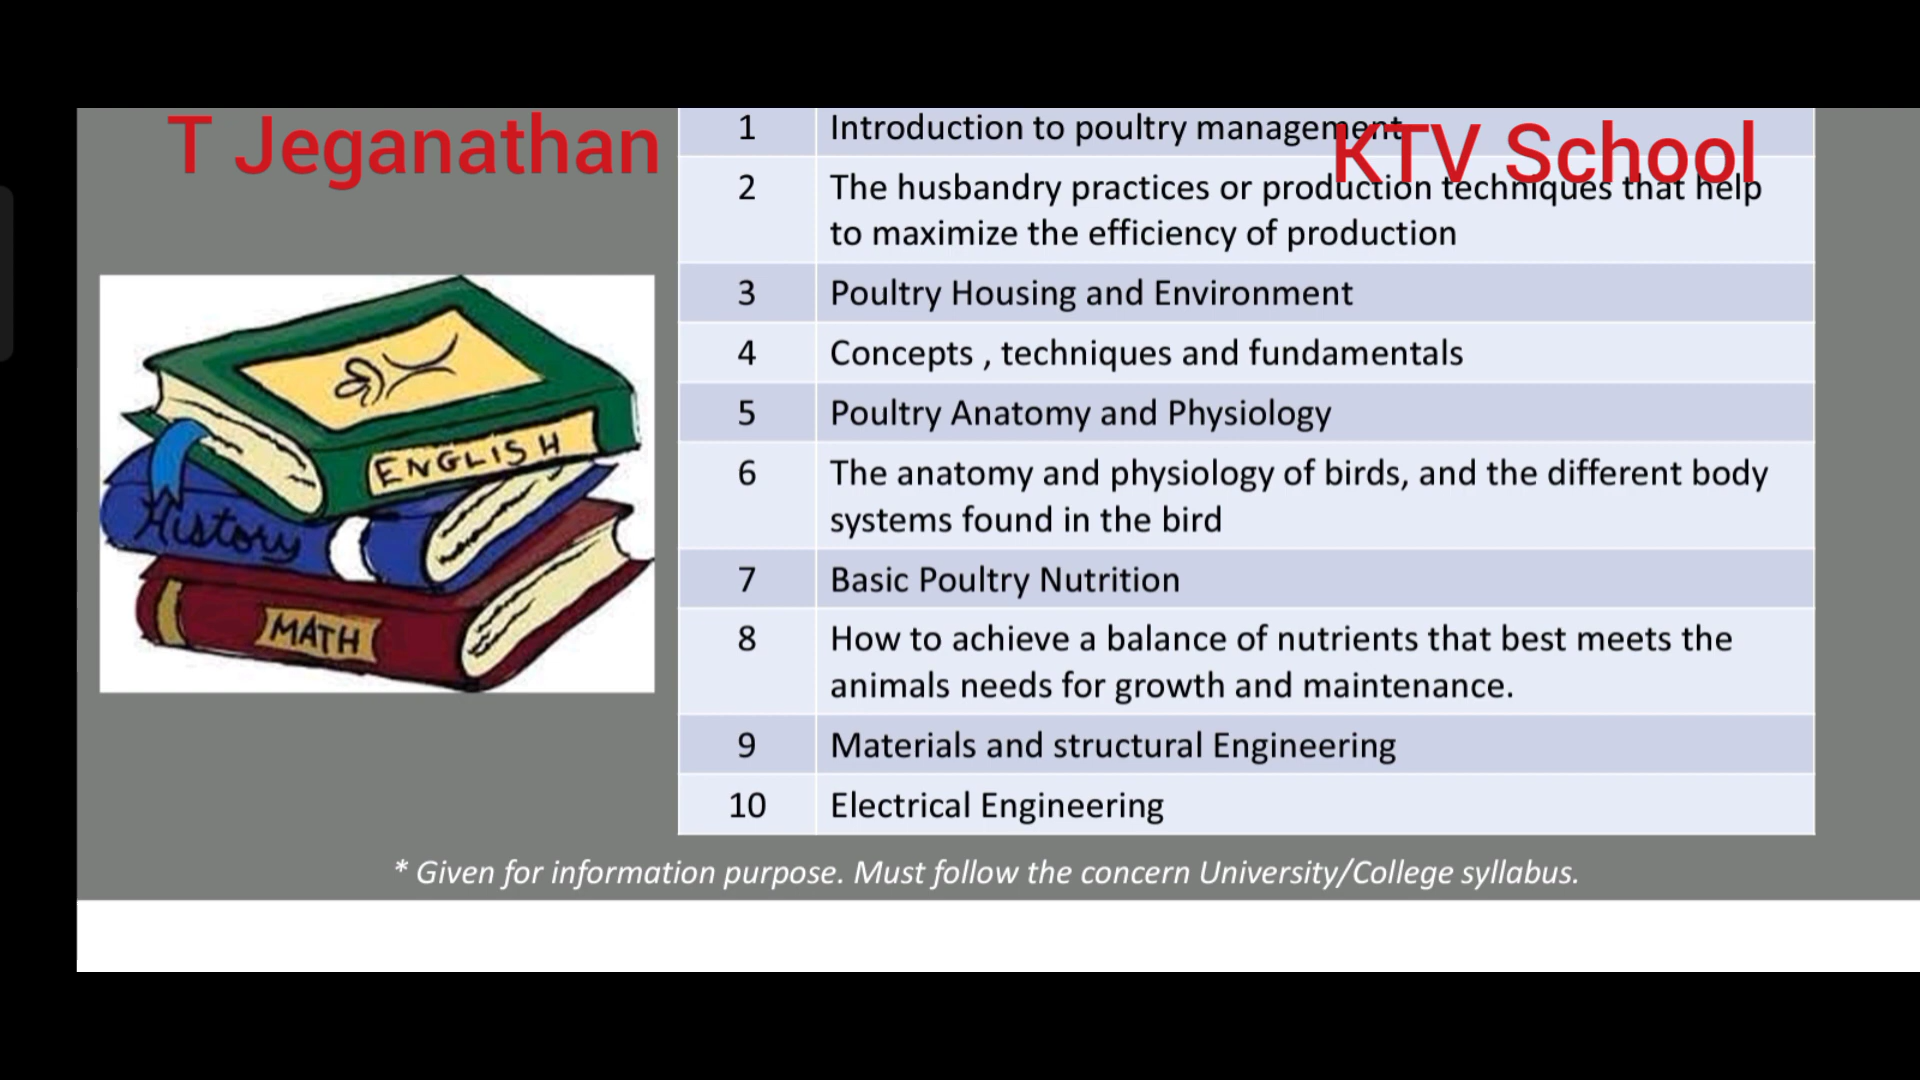 T Jeganathan
KTV School
1 Introduction to poultry management
2 The husbandry practices or production techniques that help
to maximize the efficiency of production
3 Poultry Housing and Environment
4 Concepts , techniques and fundamentals
5 Poultry Anatomy and Physiology
6 The anatomy and physiology of birds, and the different body
systems found in the bird
7 Basic Poultry Nutrition
8 How to achieve a balance of nutrients that best meets the
animals needs for growth and maintenance.
9 Materials and structural Engineering
10 Electrical Engineering
ENGLISH
History
MATH
* Given for information purpose. Must follow the concern University/College syllabus.